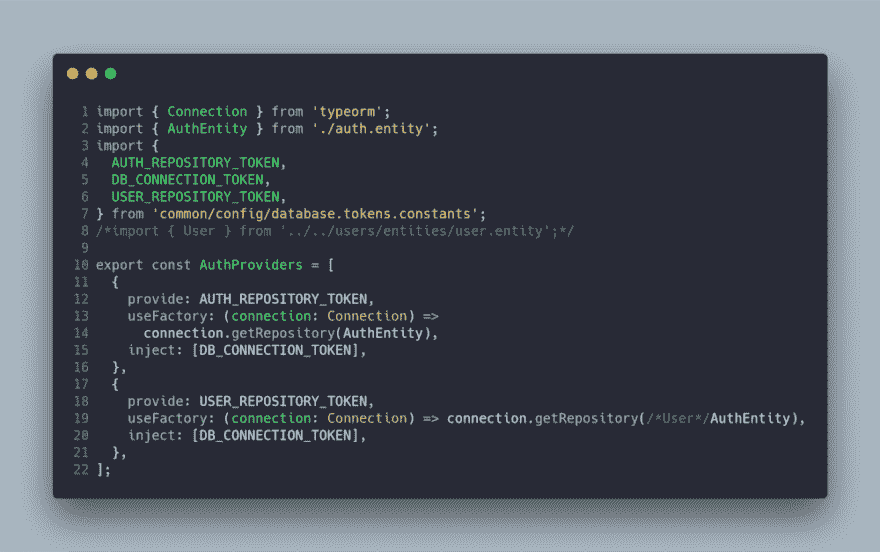 1 import { Connection } from 'typeorm';
2 import { AuthEntity } from './auth.entity';
3 import {
4   AUTH_REPOSITORY_TOKEN,
5   DB_CONNECTION_TOKEN,
6   USER_REPOSITORY_TOKEN,
7 } from 'common/config/database.tokens.constants';
8 /*import { User } from '../../users/entities/user.entity';*/
9
10 export const AuthProviders = [
11   {
12     provide: AUTH_REPOSITORY_TOKEN,
13     useFactory: (connection: Connection) =>
14       connection.getRepository(AuthEntity),
15     inject: [DB_CONNECTION_TOKEN],
16   },
17   {
18     provide: USER_REPOSITORY_TOKEN,
19     useFactory: (connection: Connection) => connection.getRepository(/*User*/AuthEntity),
20     inject: [DB_CONNECTION_TOKEN],
21   },
22 ];